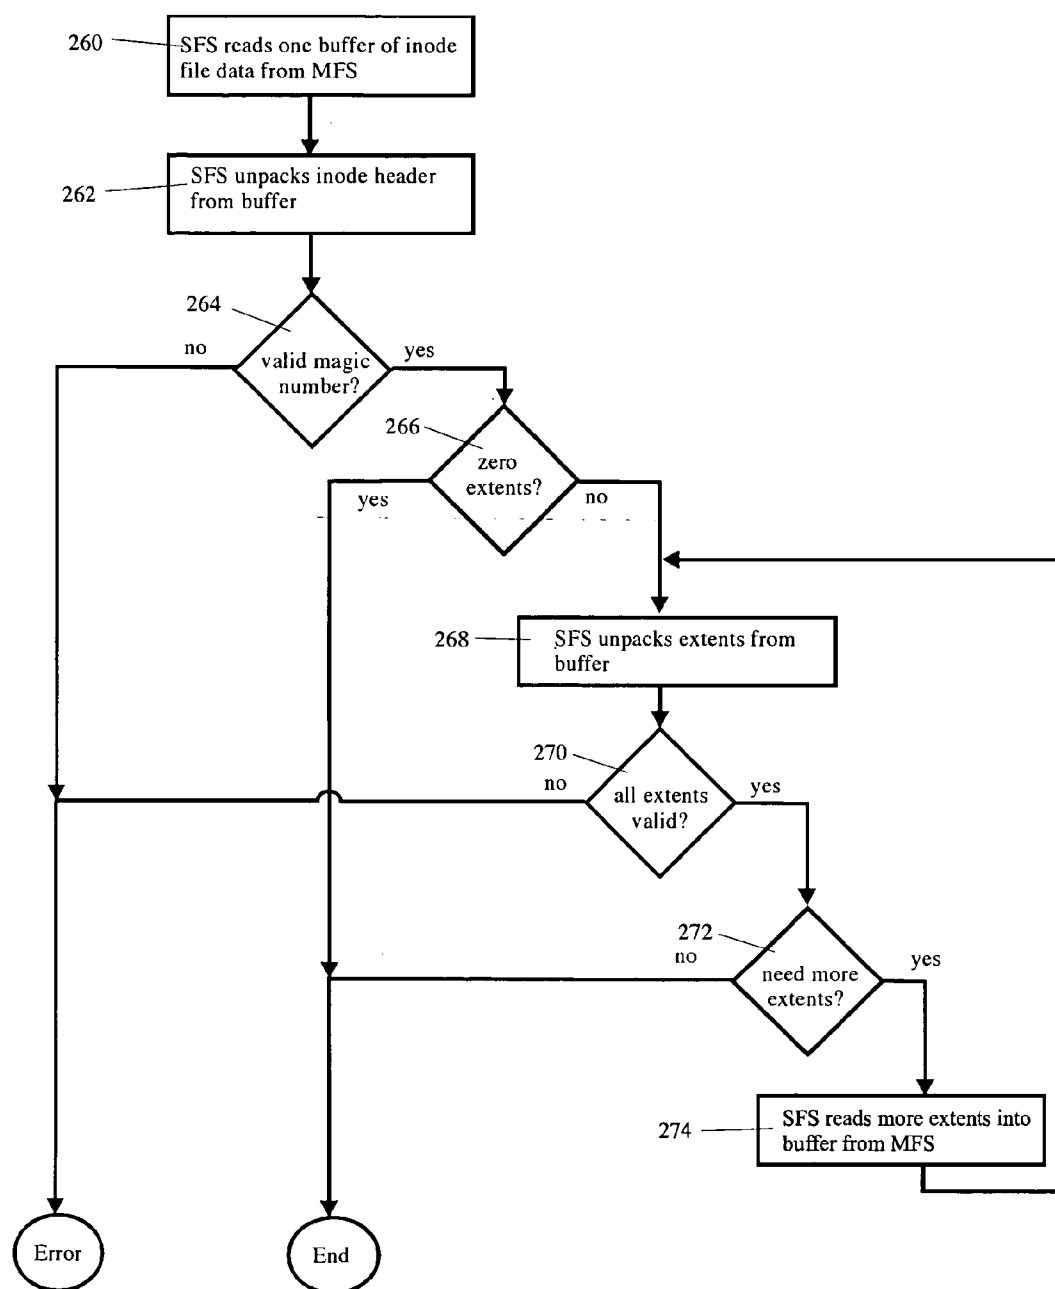 260
SFS reads one buffer of inode
file data from MFS
262
SFS unpacks inode header
from buffer
264
no
yes
valid magic
number?
266
zero
extents?
yes
no
268
SFS unpacks extents from
buffer
270
no
yes
all extents
valid?
272
no
yes
need more
extents?
274
SFS reads more extents into
buffer from MFS
Error
End